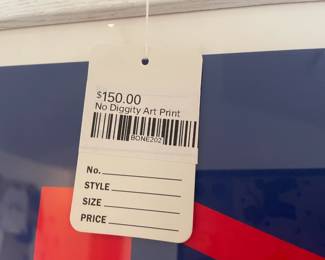 $150.00
No Diggity Art Print
BONE202
No.
STYLE
SIZE
PRICE